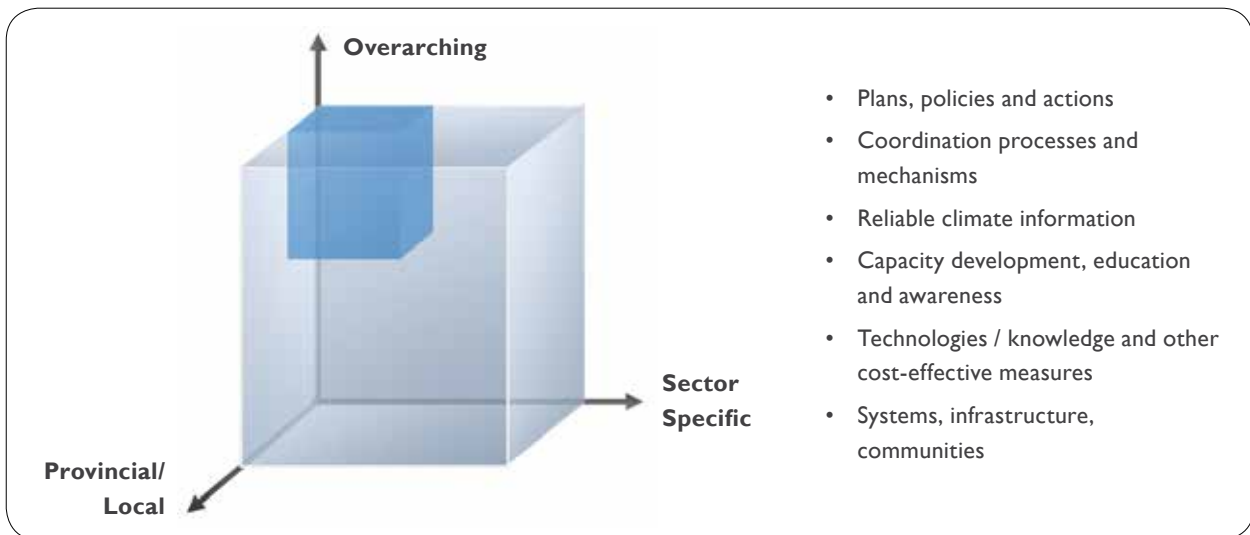 Overarching
Sector
Specific
Provincial/
Local
• Plans, policies and actions
• Coordination processes and
mechanisms
• Reliable climate information
• Capacity development, education
and awareness
• Technologies / knowledge and other
cost-effective measures
• Systems, infrastructure,
communities